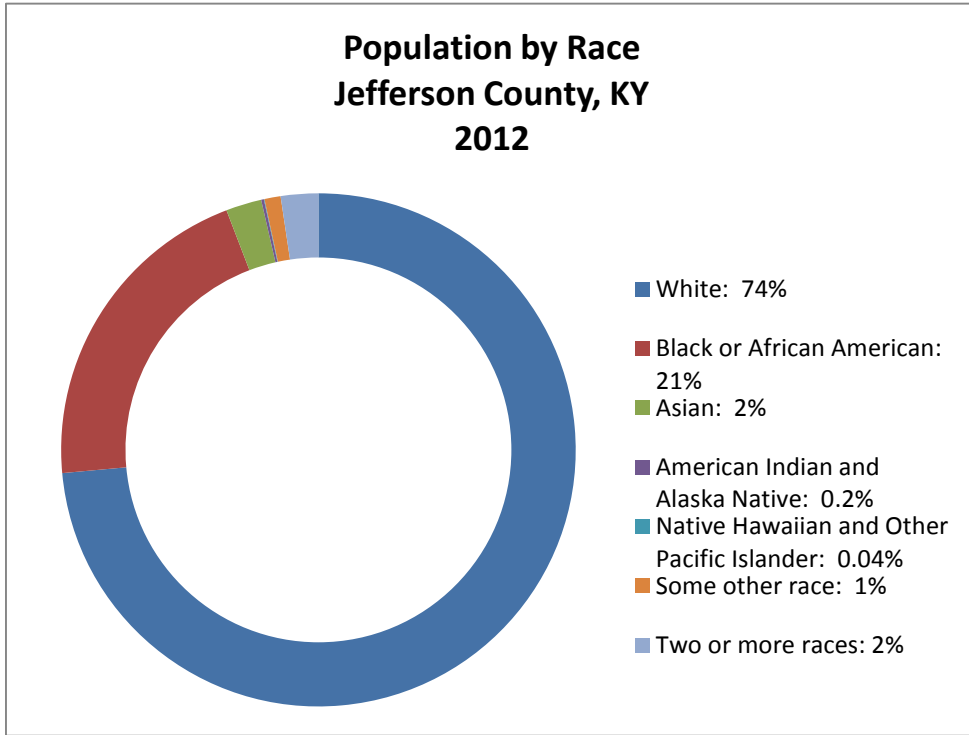 Population by Race
Jefferson County, KY
2012
White:  74%
Black or African American:
21%
Asian:  2%
American Indian and
Alaska Native:  0.2%
Native Hawaiian and Other
Pacific Islander:  0.04%
Some other race:  1%
Two or more races: 2%